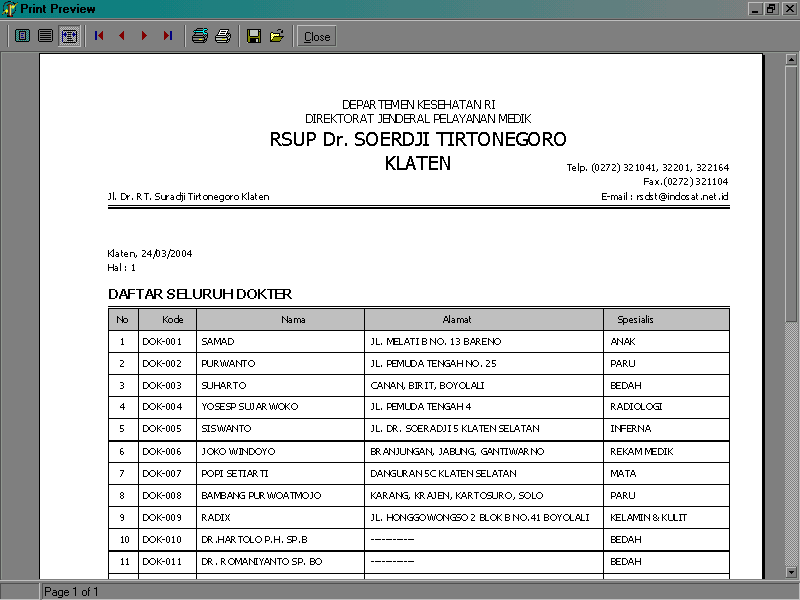 Print Preview
Close
DEPARTEMEN KESEHATAN RI
DIREKTORAT JENDERAL PELAYANAN MEDIK
RSUP Dr. SOERDJI TIRTONEGORO
KLATEN
Telp. (0272) 321041, 32201, 322164
Fax.(0272) 321104
Jl. Dr. RT. Suradji Tirtonegoro Klaten E-mail : rsdst@indosat.net.id
Klaten, 24/03/2004
Hal : 1
DAFTAR SELURUH DOKTER
No Kode Nama Alamat Spesialis
1 DOK-001 SAMAD JL. MELATI B NO. 13 BARENO ANAK
2 DOK-002 PURWANTO JL. PEMUDA TENGAH NO. 25 PARU
3 DOK-003 SUHARTO CANAN, BIRIT, BOYOLALI BEDAH
4 DOK-004 YOSESP SUJARWOKO JL. PEMUDA TENGAH 4 RADIOLOGI
5 DOK-005 SISWANTO JL. DR. SOERADJI 5 KLATEN SELATAN INFERNA
6 DOK-006 JOKO WINDOYO BRANJUNGAN, JABUNG, GANTIWARNO REKAM MEDIK
7 DOK-007 POPI SETIARTI DANGURAN 5C KLATEN SELATAN MATA
8 DOK-008 BAMBANG PURWOATMOJO KARANG, KRAJEN, KARTOSURO, SOLO PARU
9 DOK-009 RADIX JL. HONGGOWONGSO 2 BLOK B NO.41 BOYOLALI KELAMIN & KULIT
10 DOK-010 DR.HARTOLO P.H. SP.B ----------- BEDAH
11 DOK-011 DR. ROMANIYANTO SP. BO ----------- BEDAH
Page 1 of 1